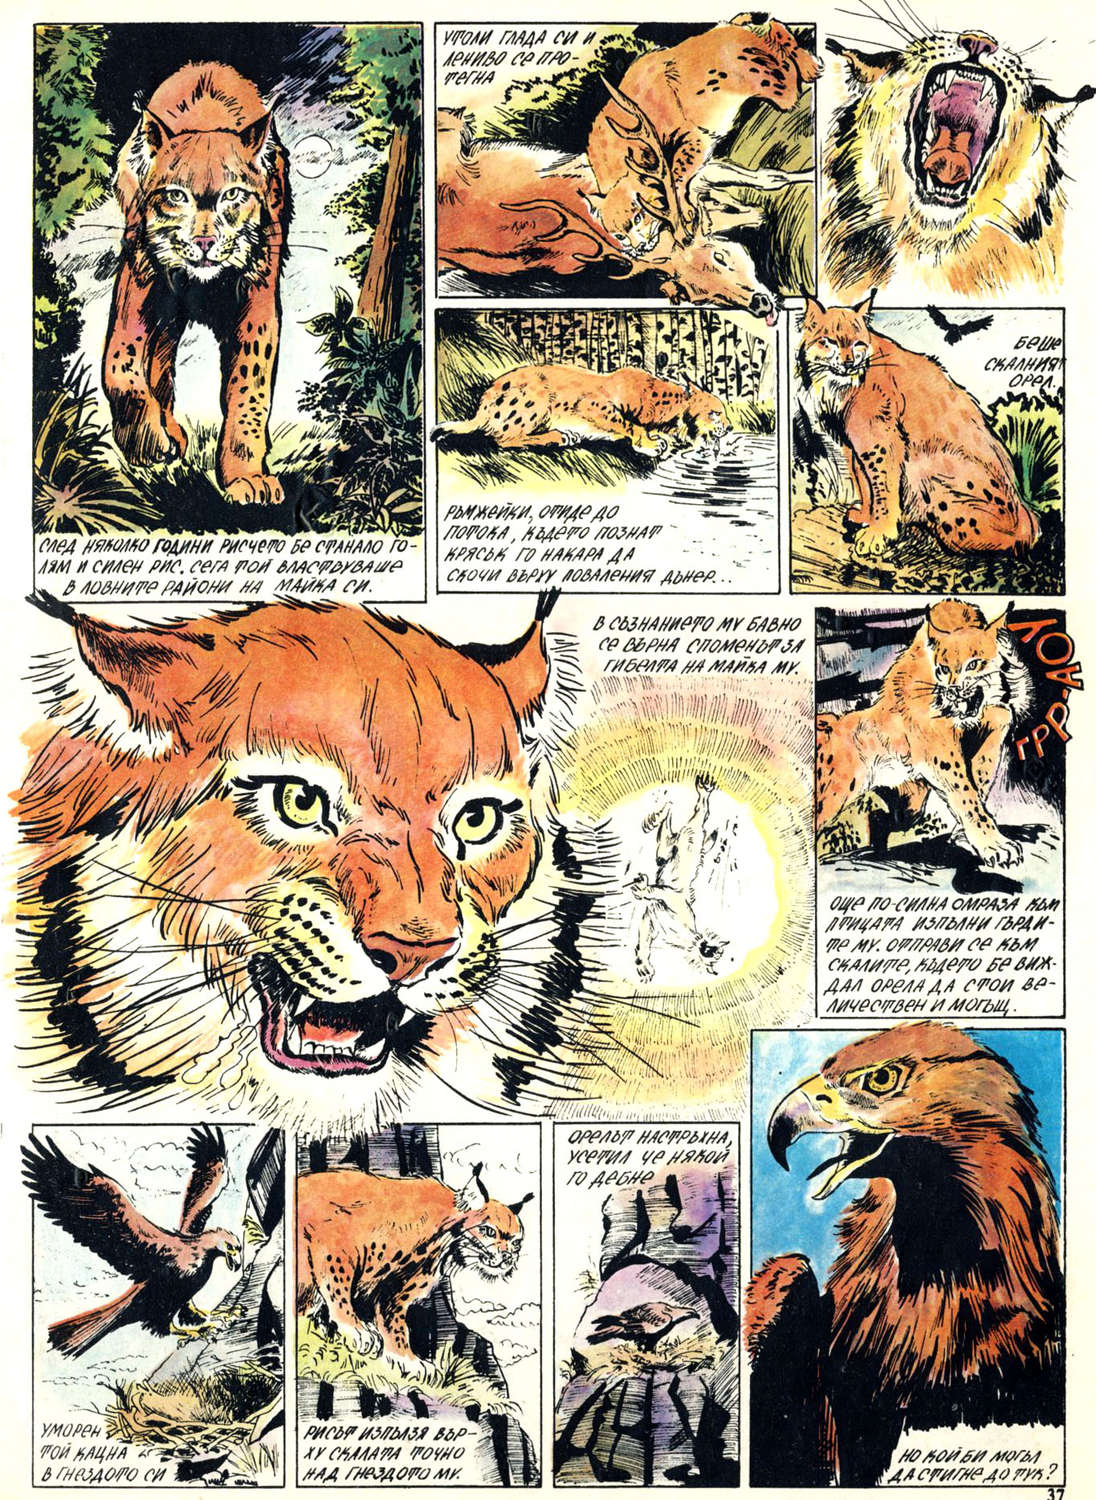 СЛЕД НЯКОЛКО ГОДИНИ РИСЧЕТО БЕ СТАНАЛО ГО-
ЛЯМ И СИЛЕН РИС. СЕГА ТОЙ ВЛАСТВУВАШЕ
В ЛОВНИТЕ РАЙОНИ НА МАЙКА СИ.
УТОЛИ ГЛАДА СИ И
ЛЕНИВО СЕ ПРО-
ТЕГНА
РЪМЖЕЙКИ, ОТИДЕ ДО
ПОТОКА, КЪДЕТО ПОЗНАТ
КРЯСЪК ГО НАКАРА ДА
СКОЧИ ВЪРХУ ПОВАЛЕНИЯ ДЪНЕР...
БЕШЕ
СКАЛНИЯТ
ОРЕЛ.
В СЪЗНАНИЕТО МУ БАВНО
СЕ ВЪРНА СПОМЕНЪТ ЗА
ГИБЕЛТА НА МАЙКА МУ.
ОЩЕ ПО-СИЛНА ОМРАЗА КЪМ
ПТИЦАТА ИЗПЪЛНИ ГЪРДИ-
ТЕ МУ. ОТПРАВИ СЕ КЪМ
СКАЛИТЕ, КЪДЕТО БЕ ВИЖ-
ДАЛ ОРЕЛА ДА СТОИ ВЕ-
ЛИЧЕСТВЕН И МОГЪЩ.
УМОРЕН
ТОЙ КАЦНА
В ГНЕЗДОТО СИ
РИСЪТ ИЗПЪЛЗЯ ВЪР-
ХУ СКАЛАТА ТОЧНО
НАД ГНЕЗДОТО МУ.
ОРЕЛЪТ НАСТРЪХНА,
УСЕТИЛ ЧЕ НЯКОЙ
ГО ДЕБНЕ
НО КОЙ БИ МОГЪЛ
ДА СТИГНЕ ДО ТУК?
37